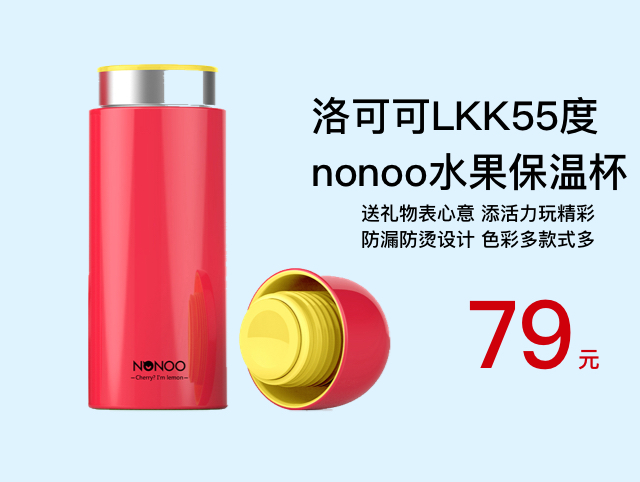 洛可可LKK55度
nonoo水果保温杯
送礼物表心意 添活力玩精彩
防漏防烫设计 色彩多款式多
79元
NONOO
—Cherry? I'm lemon—